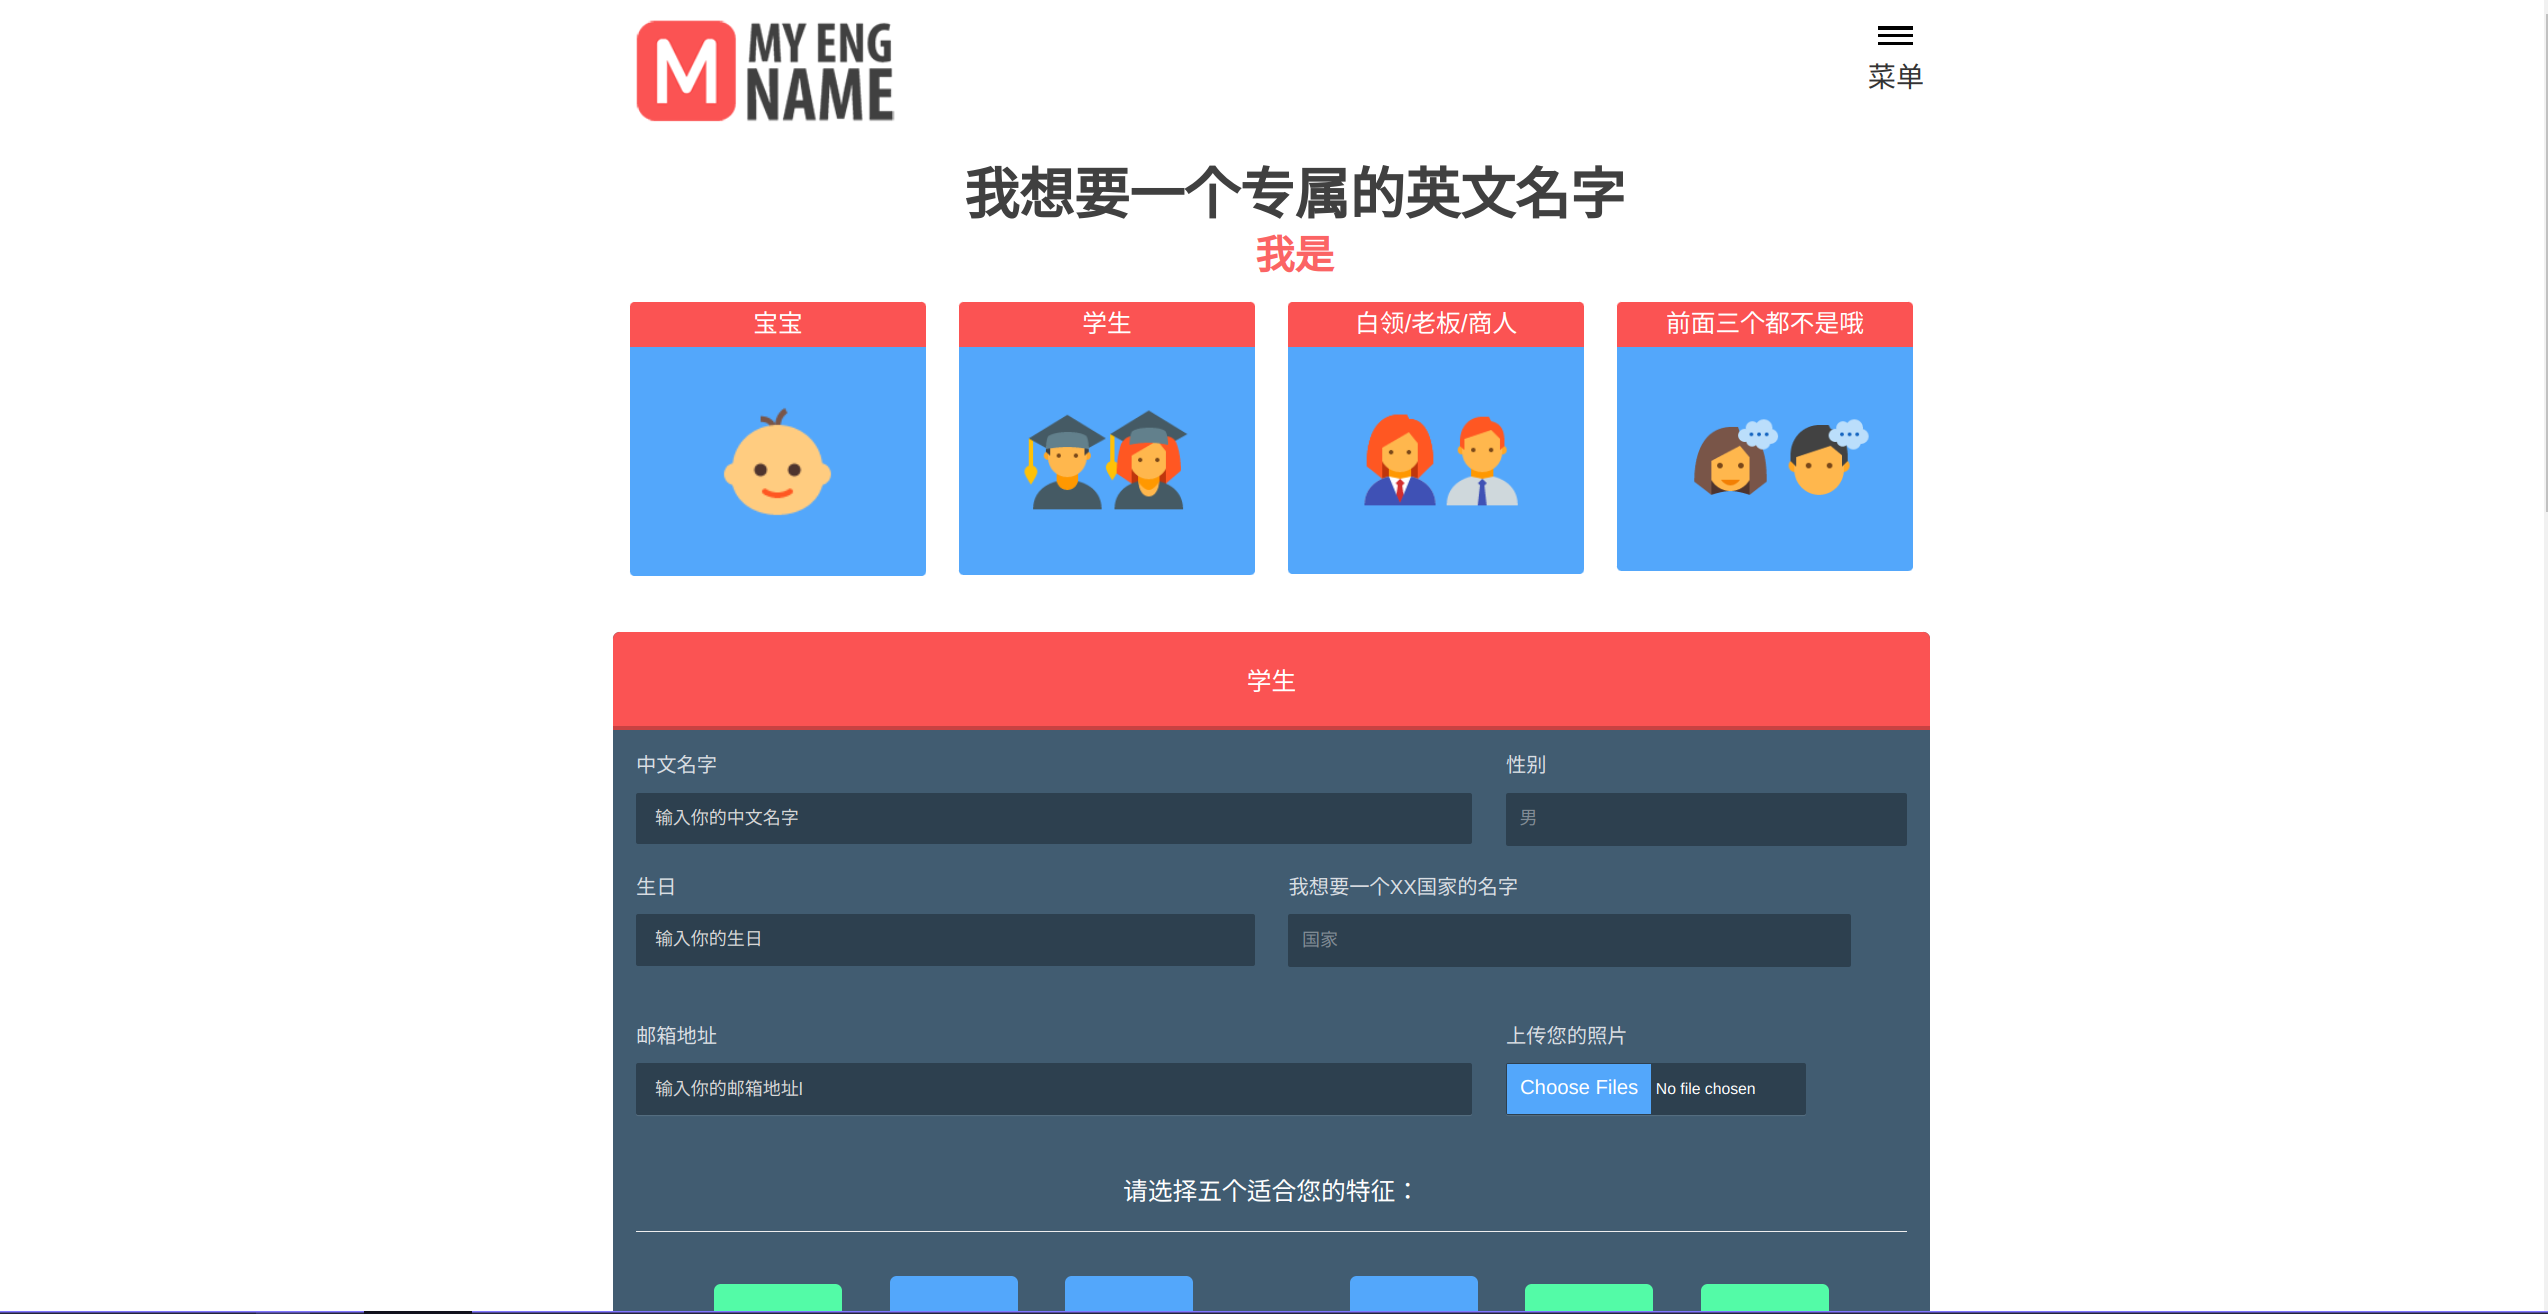 M MY ENG
NAME
菜单
我想要一个专属的英文名字
我是
宝宝
学生
白领/老板/商人
前面三个都不是哦
学生
中文名字
性别
输入你的中文名字
男
生日
我想要一个XX国家的名字
输入你的生日
国家
邮箱地址
上传您的照片
输入你的邮箱地址l
Choose Files No file chosen
请选择五个适合您的特征：